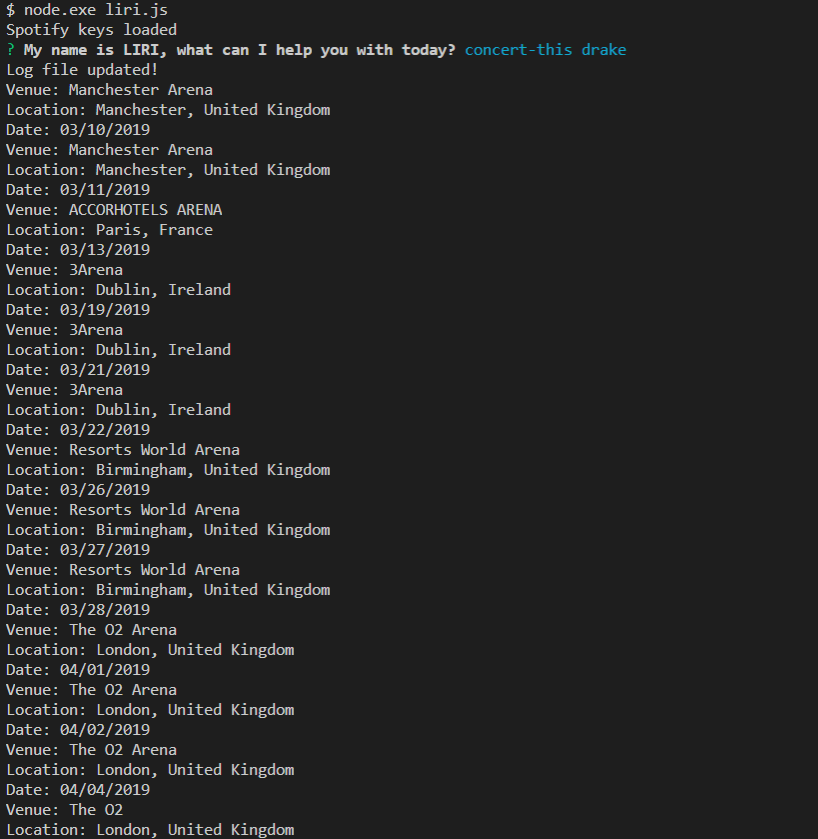 $ node.exe liri.js
Spotify keys loaded
? My name is LIRI, what can I help you with today? concert-this drake
Log file updated!
Venue: Manchester Arena
Location: Manchester, United Kingdom
Date: 03/10/2019
Venue: Manchester Arena
Location: Manchester, United Kingdom
Date: 03/11/2019
Venue: ACCORHOTELS ARENA
Location: Paris, France
Date: 03/13/2019
Venue: 3Arena
Location: Dublin, Ireland
Date: 03/19/2019
Venue: 3Arena
Location: Dublin, Ireland
Date: 03/21/2019
Venue: 3Arena
Location: Dublin, Ireland
Date: 03/22/2019
Venue: Resorts World Arena
Location: Birmingham, United Kingdom
Date: 03/26/2019
Venue: Resorts World Arena
Location: Birmingham, United Kingdom
Date: 03/27/2019
Venue: Resorts World Arena
Location: Birmingham, United Kingdom
Date: 03/28/2019
Venue: The O2 Arena
Location: London, United Kingdom
Date: 04/01/2019
Venue: The O2 Arena
Location: London, United Kingdom
Date: 04/02/2019
Venue: The O2 Arena
Location: London, United Kingdom
Date: 04/04/2019
Venue: The O2
Location: London, United Kingdom